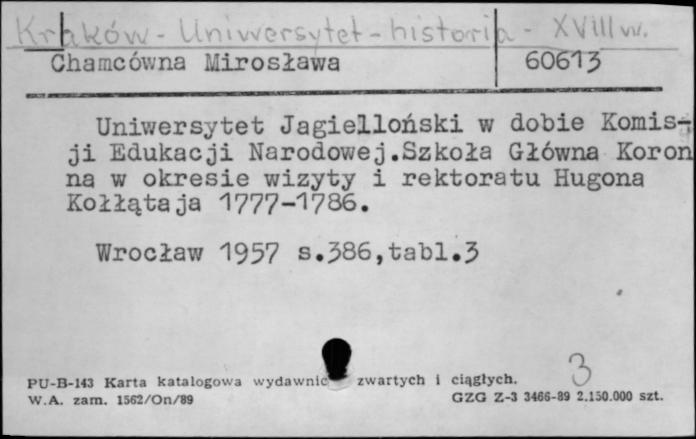 Kraków - Uniwersytet - historia - XVIII w.
Chamcówna Mirosława 60613
Uniwersytet Jagielloński w dobie Komis-
ji Edukacji Narodowej.Szkoła Główna Koron
na w okresie wizyty i rektoratu Hugona
Kołłątaja 1777-1786.
Wrocław 1957 s.386,tabl.3
3
PU-B-143 Karta katalogowa wydawnic zwartych i ciągłych.
W.A. zam. 1562/On/89 GZG Z-3 3466-89 2.150.000 szt.